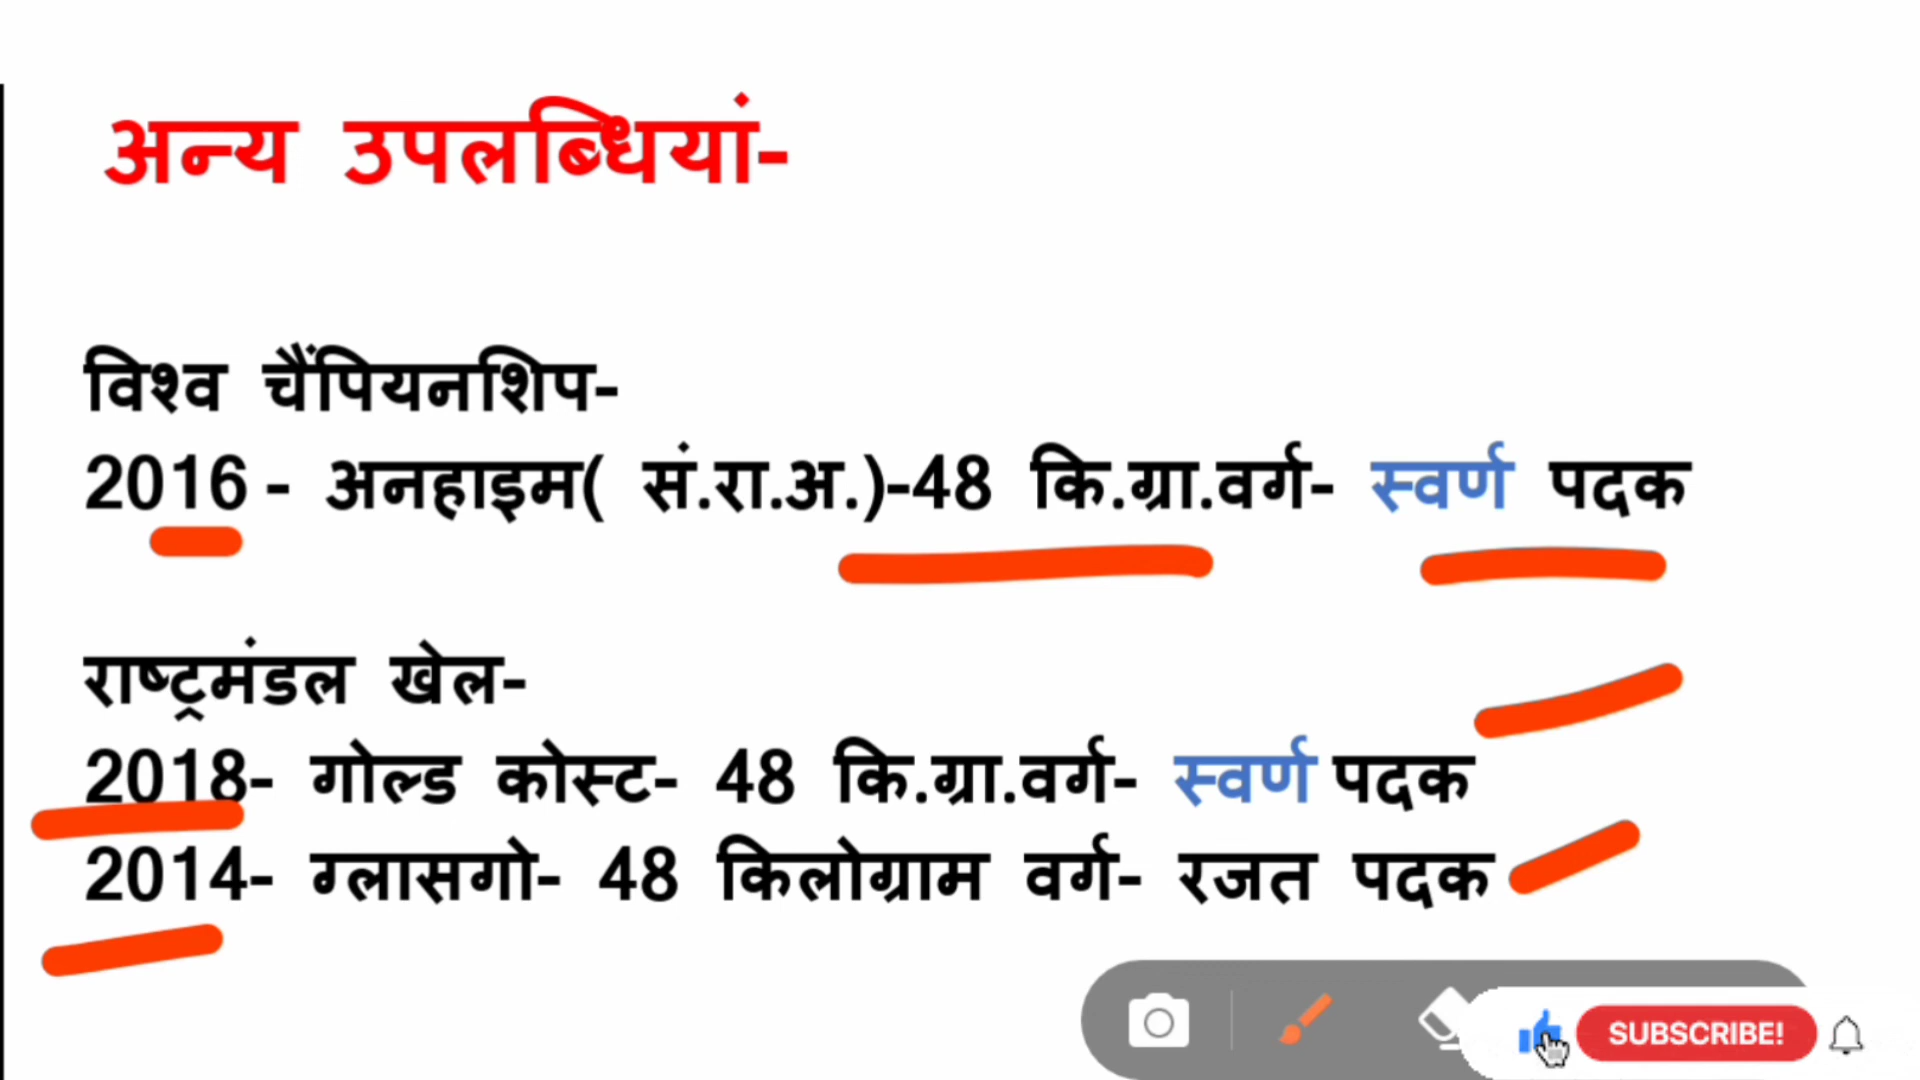 अन्य उपलब्धियां-
विश्व चैंपियनशिप-
2016 - अनहाइम( सं.रा.अ.)-48 कि.ग्रा.वर्ग- स्वर्ण पदक
राष्ट्रमंडल खेल-
2018- गोल्ड कोस्ट- 48 कि.ग्रा.वर्ग- स्वर्ण पदक
2014- ग्लासगो- 48 किलोग्राम वर्ग- रजत पदक
SUBSCRIBE!